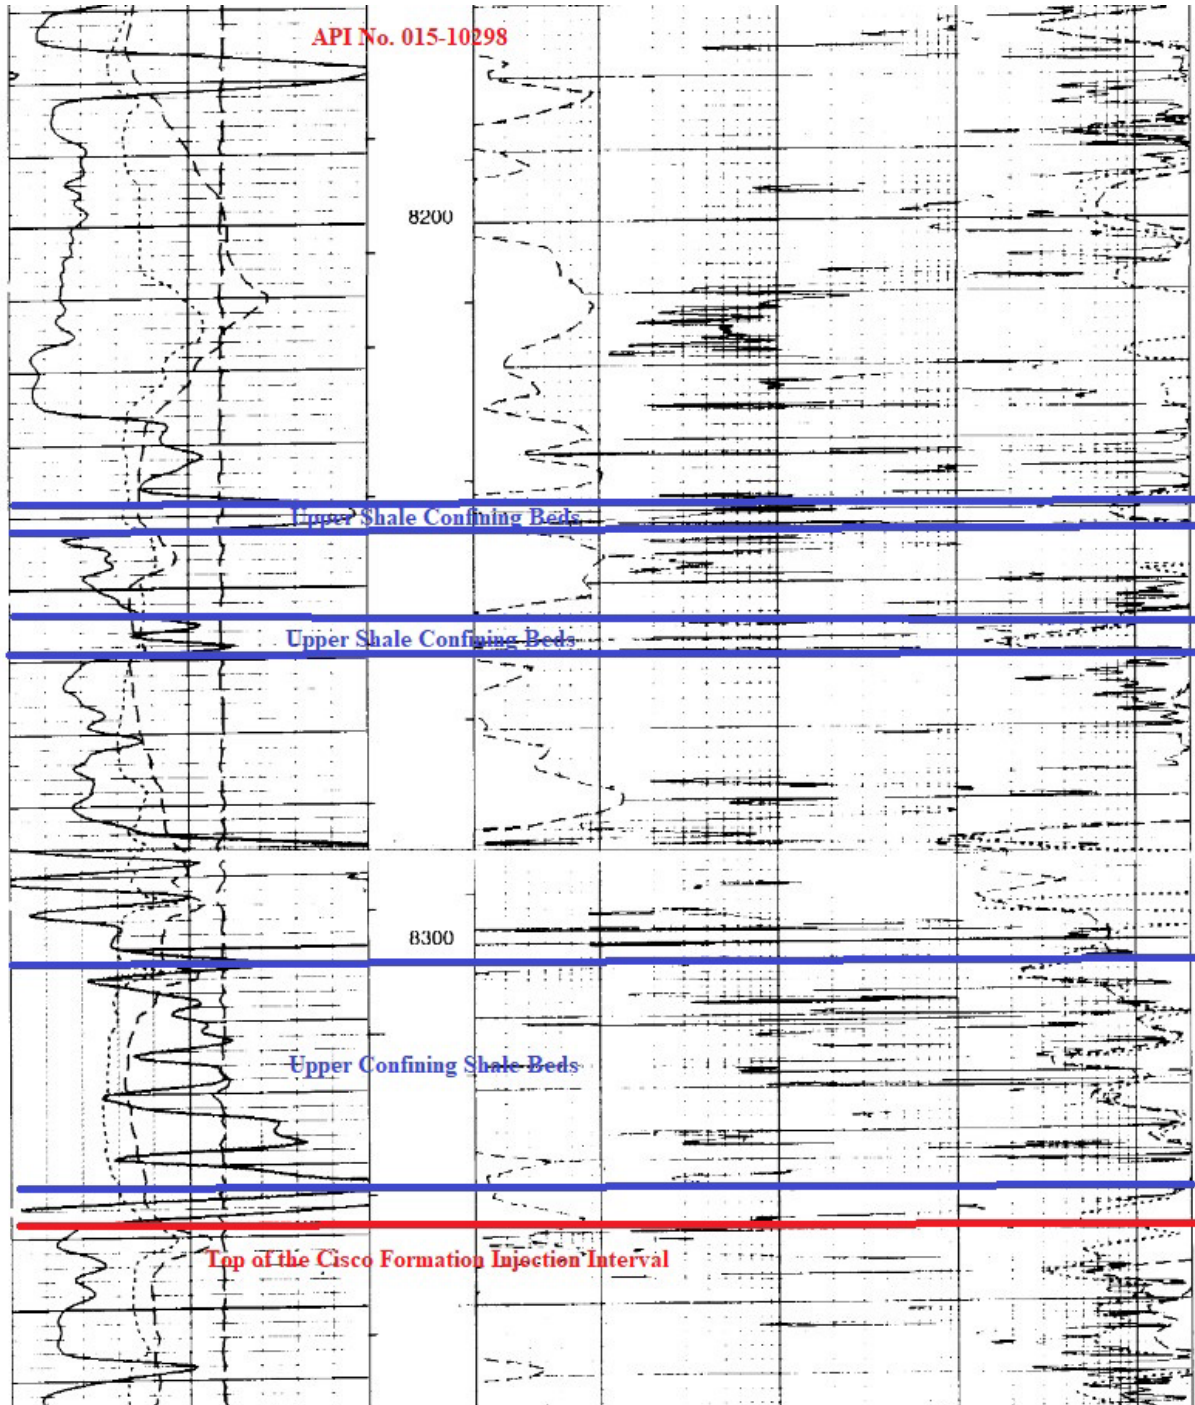 API No. 015-10298
8200
Upper Shale Confining Beds
Upper Shale Confining Beds
8300
Upper Confining Shale Beds
Top of the Cisco Formation Injection Interval